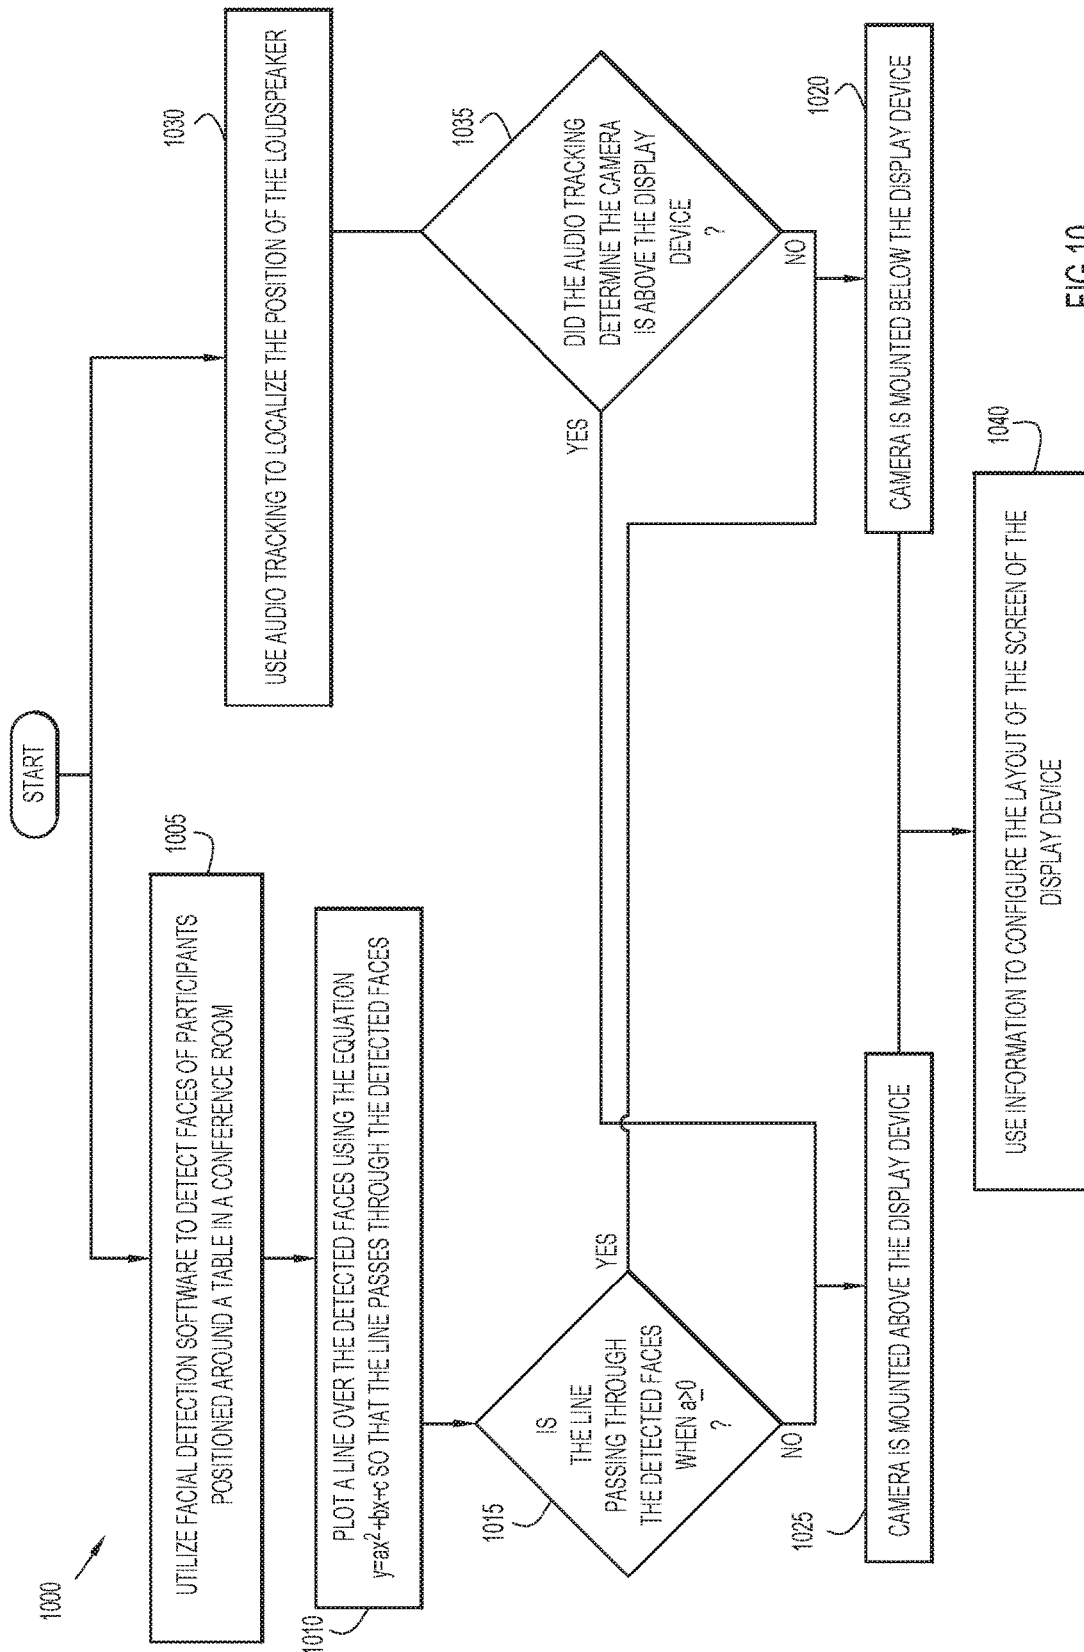 1000
START
1005
UTILIZE FACIAL DETECTION SOFTWARE TO DETECT FACES OF PARTICIPANTS
POSITIONED AROUND A TABLE IN A CONFERENCE ROOM
1010
PLOT A LINE OVER THE DETECTED FACES USING THE EQUATION
y=ax²+bx+c SO THAT THE LINE PASSES THROUGH THE DETECTED FACES
1015
IS
THE LINE
PASSING THROUGH
THE DETECTED FACES
WHEN a≥0
?
YES
NO
1030
USE AUDIO TRACKING TO LOCALIZE THE POSITION OF THE LOUDSPEAKER
1035
DID THE AUDIO TRACKING
DETERMINE THE CAMERA
IS ABOVE THE DISPLAY
DEVICE
?
YES
NO
1025
CAMERA IS MOUNTED ABOVE THE DISPLAY DEVICE
1020
CAMERA IS MOUNTED BELOW THE DISPLAY DEVICE
1040
USE INFORMATION TO CONFIGURE THE LAYOUT OF THE SCREEN OF THE
DISPLAY DEVICE
FIG.10